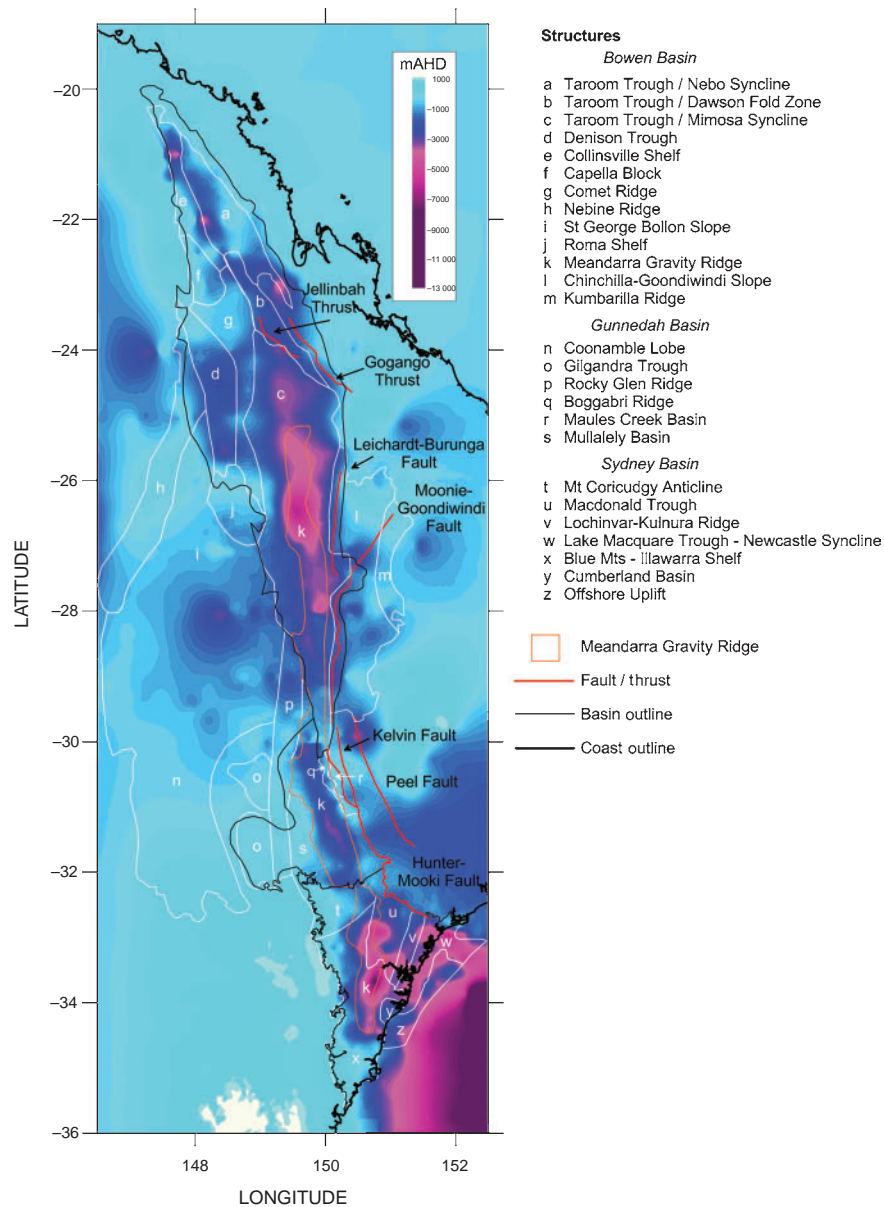 mAHD
1000
–1000
–3000
–5000
–7000
–9000
–11 000
–13 000
–20
–22
–24
–26
–28
–30
–32
–34
–36
148
150
152
LATITUDE
LONGITUDE
e
a
f
b
Jellinbah
Thrust
g
Gogango
Thrust
d
c
Leichardt-Burunga
Fault
Moonie-
Goondiwindi
Fault
h
j
l
k
i
m
p
Kelvin Fault
n
o
q
r
Peel Fault
k
o
s
Hunter-
Mooki Fault
t
u
v
w
k
y
z
x
Structures
Bowen Basin
a Taroom Trough / Nebo Syncline
b Taroom Trough / Dawson Fold Zone
c Taroom Trough / Mimosa Syncline
d Denison Trough
e Collinsville Shelf
f Capella Block
g Comet Ridge
h Nebine Ridge
i St George Bollon Slope
j Roma Shelf
k Meandarra Gravity Ridge
l Chinchilla-Goondiwindi Slope
m Kumbarilla Ridge
Gunnedah Basin
n Coonamble Lobe
o Gilgandra Trough
p Rocky Glen Ridge
q Boggabri Ridge
r Maules Creek Basin
s Mullalely Basin
Sydney Basin
t Mt Coricudgy Anticline
u Macdonald Trough
v Lochinvar-Kulnura Ridge
w Lake Macquare Trough - Newcastle Syncline
x Blue Mts - Illawarra Shelf
y Cumberland Basin
z Offshore Uplift
Meandarra Gravity Ridge
Fault / thrust
Basin outline
Coast outline